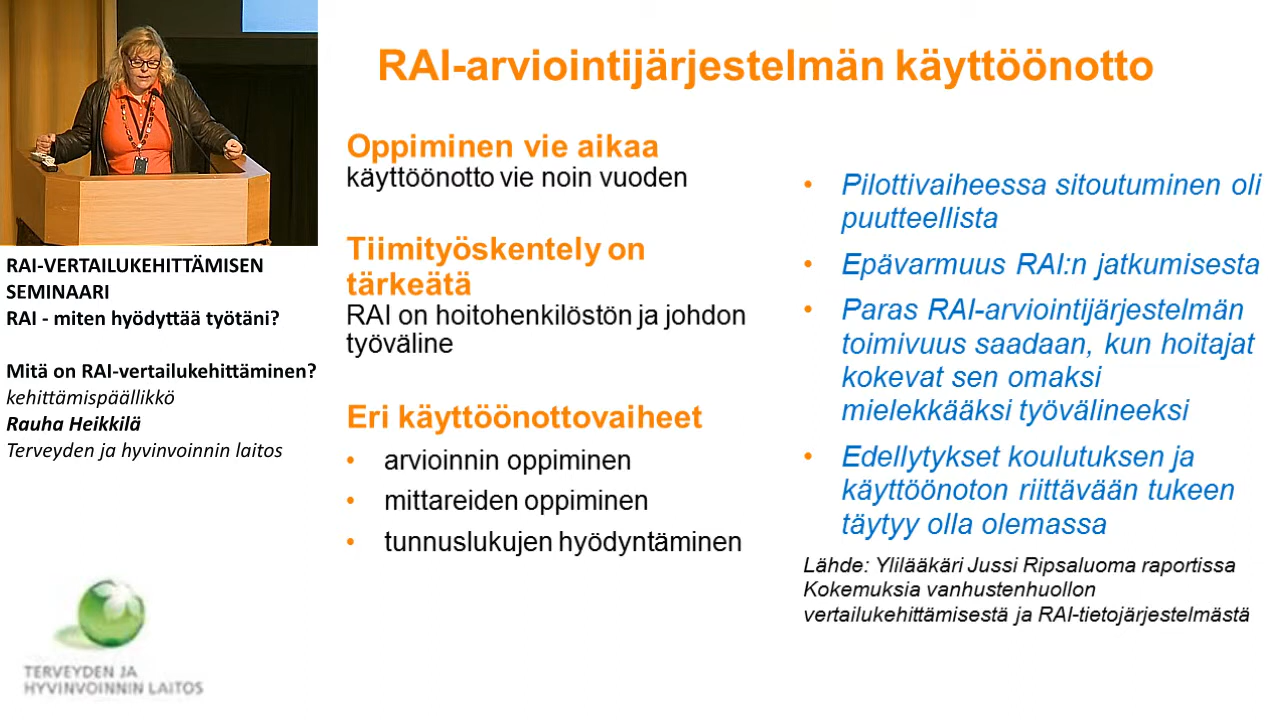 RAI-VERTAILUKEHITTÄMISEN
SEMINAARI
RAI - miten hyödyttää työtäni?
Mitä on RAI-vertailukehittäminen?
kehittämispäällikkö
Rauha Heikkilä
Terveyden ja hyvinvoinnin laitos
TERVEYDEN JA
HYVINVOINNIN LAITOS
RAI-arviointijärjestelmän käyttöönotto
Oppiminen vie aikaa
käyttöönotto vie noin vuoden
Tiimityöskentely on
tärkeätä
RAI on hoitohenkilöstön ja johdon
työväline
Eri käyttöönottovaiheet
• arvioinnin oppiminen
• mittareiden oppiminen
• tunnuslukujen hyödyntäminen
• Pilottivaiheessa sitoutuminen oli
puutteellista
• Epävarmuus RAI:n jatkumisesta
• Paras RAI-arviointijärjestelmän
toimivuus saadaan, kun hoitajat
kokevat sen omaksi
mielekkääksi työvälineeksi
• Edellytykset koulutuksen ja
käyttöönoton riittävään tukeen
täytyy olla olemassa
Lähde: Ylilääkäri Jussi Ripsaluoma raportissa
Kokemuksia vanhustenhuollon
vertailukehittämisestä ja RAI-tietojärjestelmästä